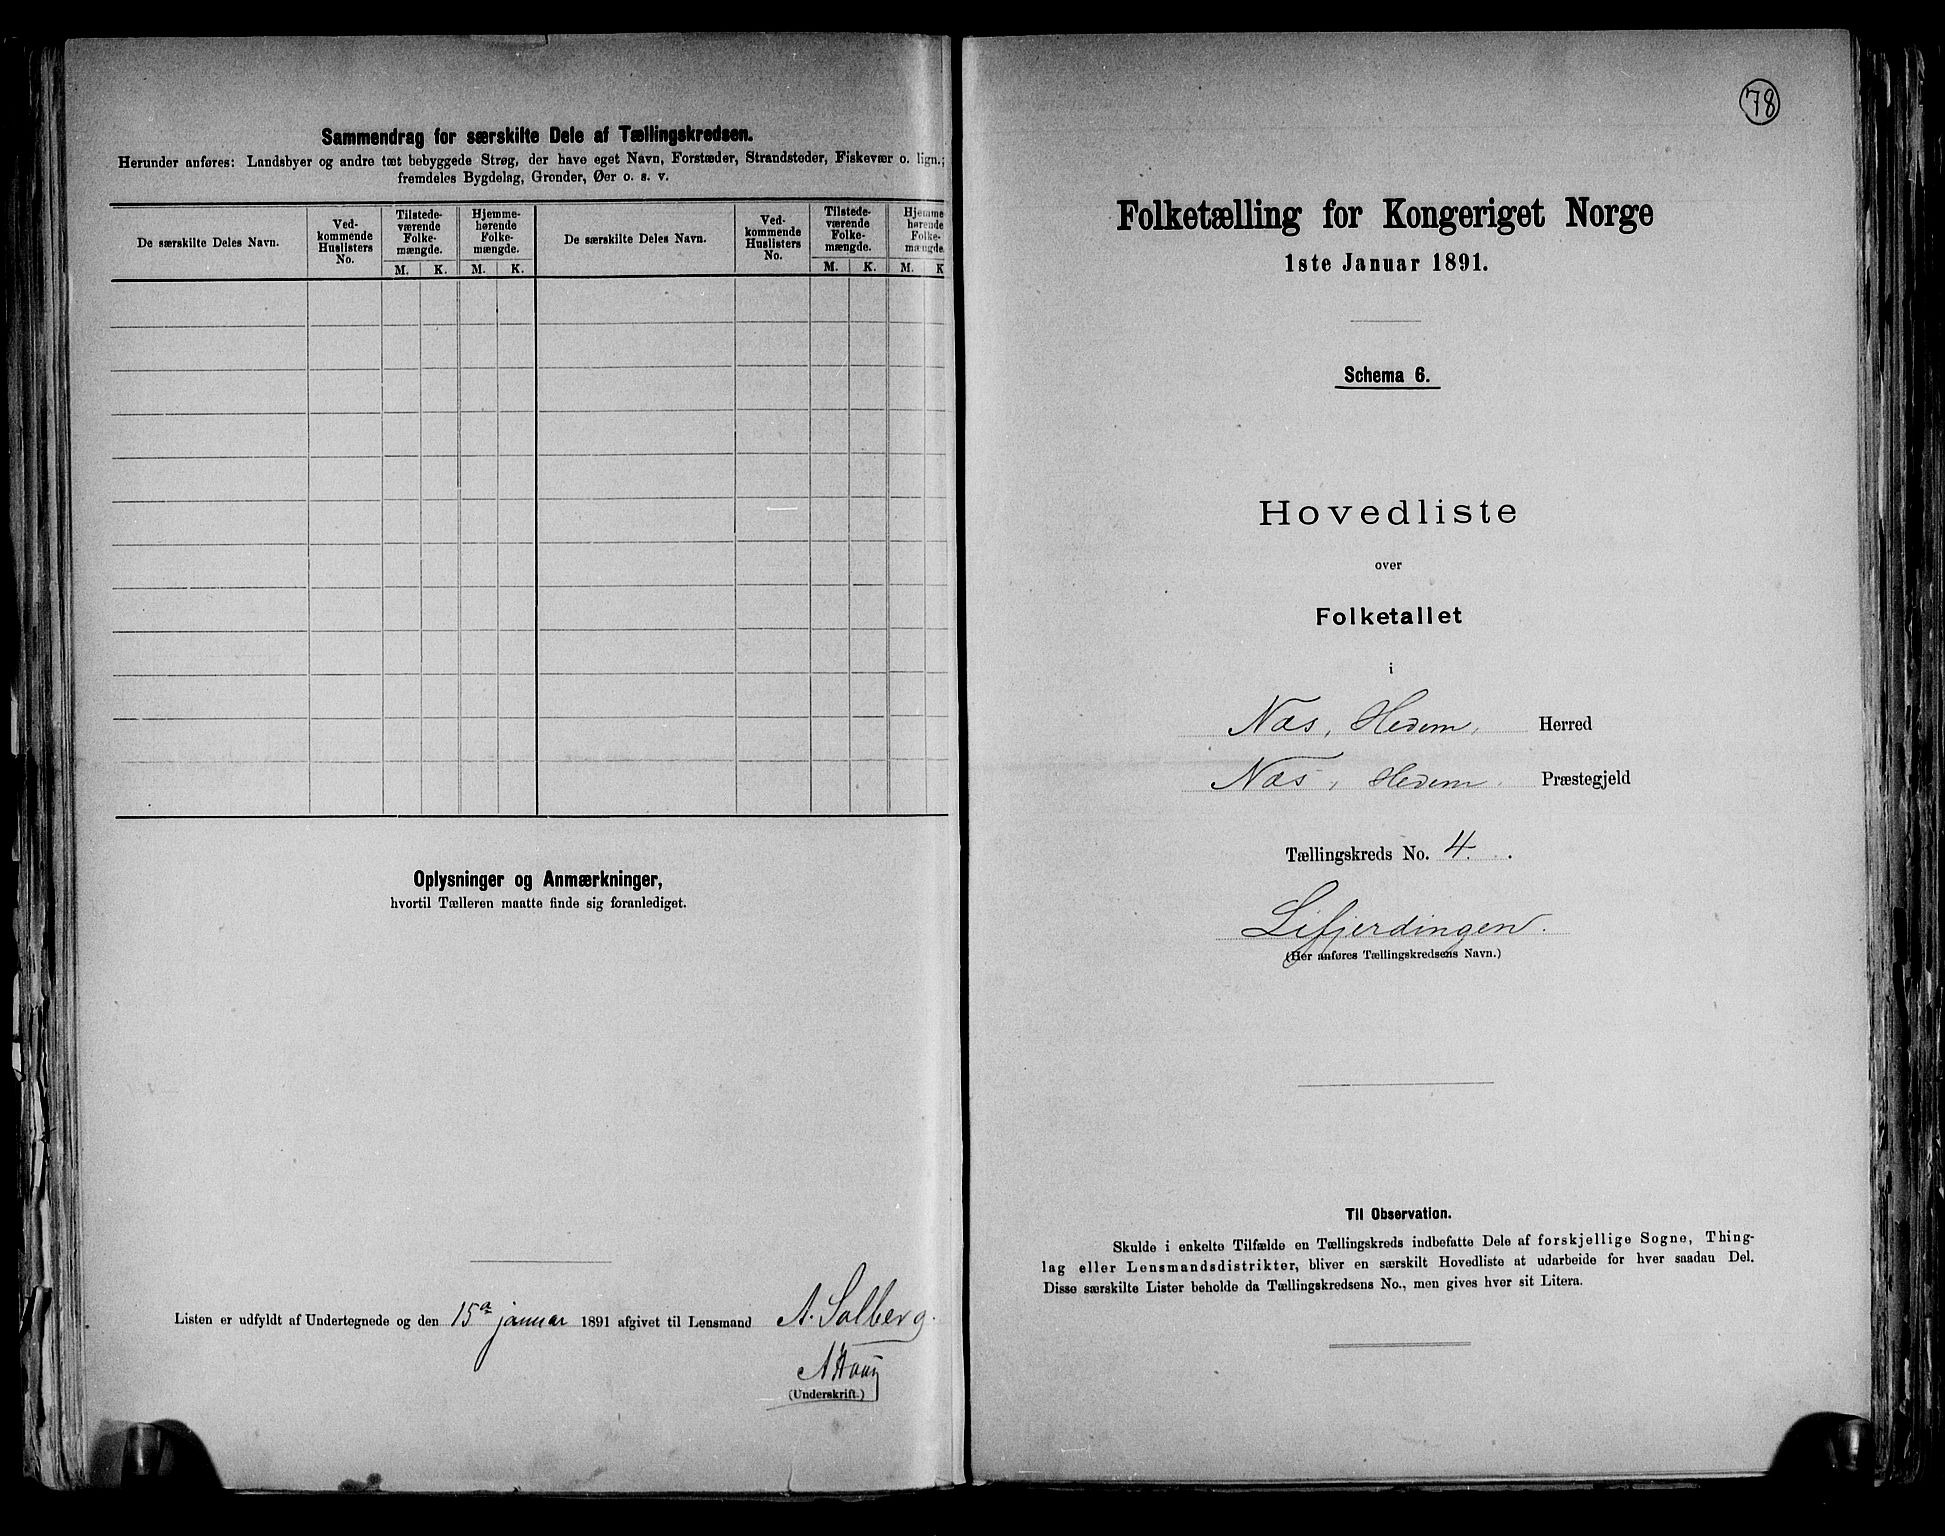 Sammendrag for særskilte Dele af Tællingskredsen.
Herunder anføres: Landsbyer og andre tæt bebyggede Strøg, der have eget Navn, Forstæder, Strandsteder, Fiskevær o. lign.;
fremdeles Bygdelag, Grender, Øer o. s. v.
De særskilte Deles Navn.
Ved-
kommende
Huslisters
No.
Tilstede-
værende
Folke-
mængde.
Hjemme-
hørende
Folke-
mængde.
M. K. M. K.
De særskilte Deles Navn.
Ved-
kommende
Huslisters
No.
Tilstede-
værende
Folke-
mængde.
Hjemme
hørende
Folke-
mængde.
M. K. M. K
Oplysninger og Anmærkninger,
hvortil Tælleren maatte finde sig foranlediget.
Listen er udfyldt af Undertegnede og den 15de januar 1891 afgivet til Lensmand A. Solberg.
(Underskrift.)
78
Folketælling for Kongeriget Norge
1ste Januar 1891.
Schema 6.
Hovedliste
over
Folketallet
i
Næs, Hedem. Herred
Næs, Hedem. Præstegjeld
Tællingskreds No. 4.
Lifjerdingen.
(Her anføres Tællingskredsens Navn.)
Til Observation.
Skulde i enkelte Tilfælde en Tællingskreds indbefatte Dele af forskjellige Sogne, Thing-
lag eller Lensmandsdistrikter, bliver en særskilt Hovedliste at udarbeide for hver saadan Del.
Disse særskilte Lister beholde da Tællingskredsens No., men gives hver sit Litera.